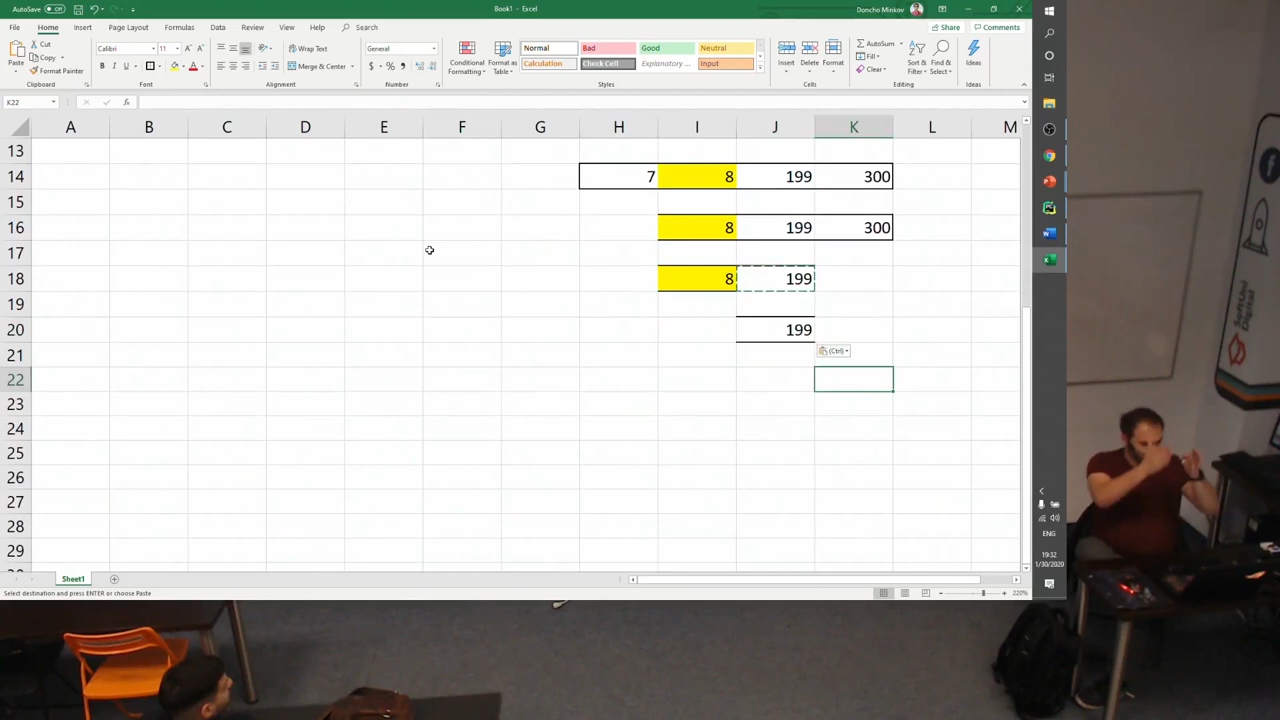 AutoSave Off Book1 - Excel Doncho Minkov
File Home Insert Page Layout Formulas Data Review View Help Search Share Comments
Cut Calibri 11 Wrap Text General Normal Bad Good Neutral AutoSum
Copy Fill
Paste Format Painter B I U Merge & Center $ % Conditional Formatting Format as Table Calculation Check Cell Explanatory ... Input Insert Delete Format Clear Sort & Filter Find & Select Ideas
Clipboard Font Alignment Number Styles Cells Editing Ideas
K22 fx
A B C D E F G H I J K L M
13
14 7 8 199 300
15
16 8 199 300
17
18 8 199
19
20 199
21 (Ctrl)
22
23
24
25
26
27
28
29
Sheet1
Select destination and press ENTER or choose Paste 220%
ENG
19:32
1/30/2020
SoftUni
Digital